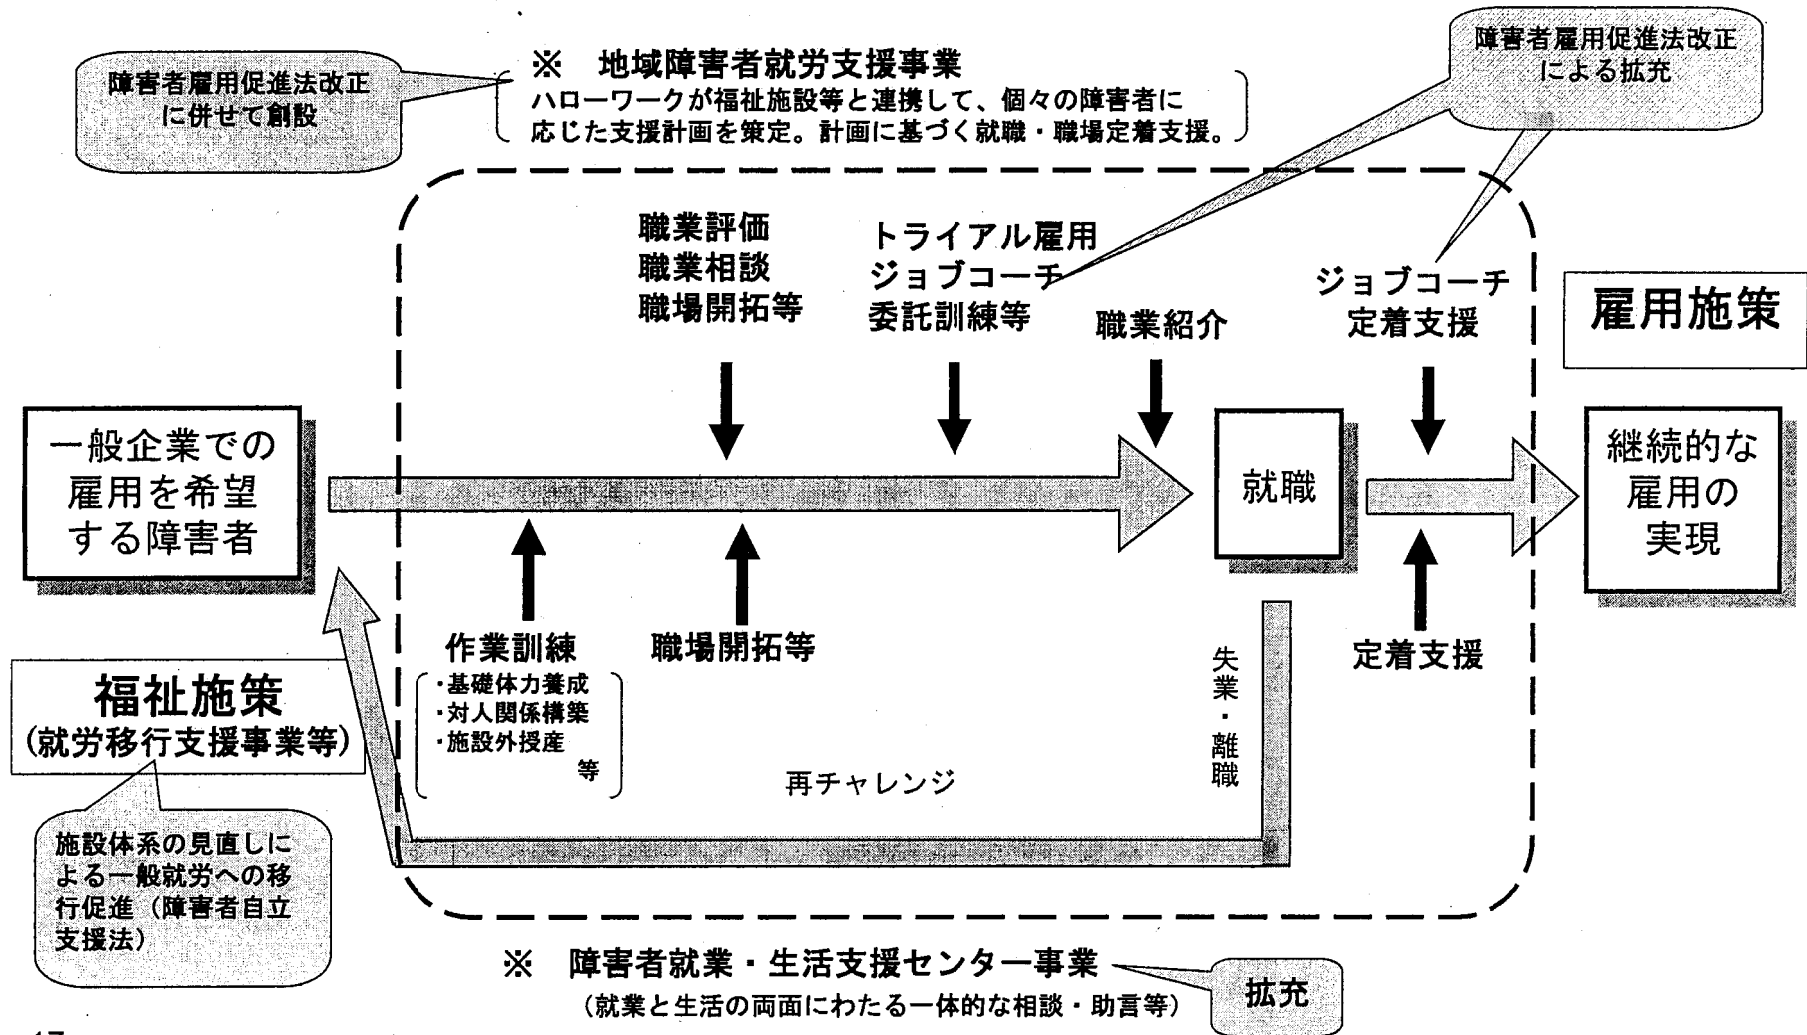 障害者雇用促進法改正
に併せて創設
※　地域障害者就労支援事業
ハローワークが福祉施設等と連携して、個々の障害者に
応じた支援計画を策定。計画に基づく就職・職場定着支援。
障害者雇用促進法改正
による拡充
職業評価
職業相談
職場開拓等
トライアル雇用
ジョブコーチ
委託訓練等
職業紹介
ジョブコーチ
定着支援
雇用施策
一般企業での
雇用を希望
する障害者
就職
継続的な
雇用の
実現
作業訓練
・基礎体力養成
・対人関係構築
・施設外授産
等
職場開拓等
失業・離職
定着支援
福祉施策
(就労移行支援事業等)
再チャレンジ
施設体系の見直しに
よる一般就労への移
行促進（障害者自立
支援法）
※　障害者就業・生活支援センター事業
（就業と生活の両面にわたる一体的な相談・助言等）
拡充